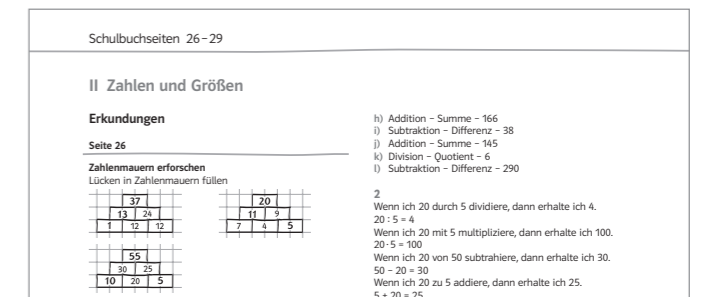 Schulbuchseiten 26–29
II Zahlen und Größen
Erkundungen
Seite 26
Zahlenmauern erforschen
Lücken in Zahlenmauern füllen
37
13 24
1 12 12
20
11 9
7 4 5
55
30 25
10 20 5
h) Addition – Summe – 166
i) Subtraktion – Differenz – 38
j) Addition – Summe – 145
k) Division – Quotient – 6
l) Subtraktion – Differenz – 290
2
Wenn ich 20 durch 5 dividiere, dann erhalte ich 4.
20 : 5 = 4
Wenn ich 20 mit 5 multipliziere, dann erhalte ich 100.
20 · 5 = 100
Wenn ich 20 von 50 subtrahiere, dann erhalte ich 30.
50 – 20 = 30
Wenn ich 20 zu 5 addiere, dann erhalte ich 25.
5 + 20 = 25